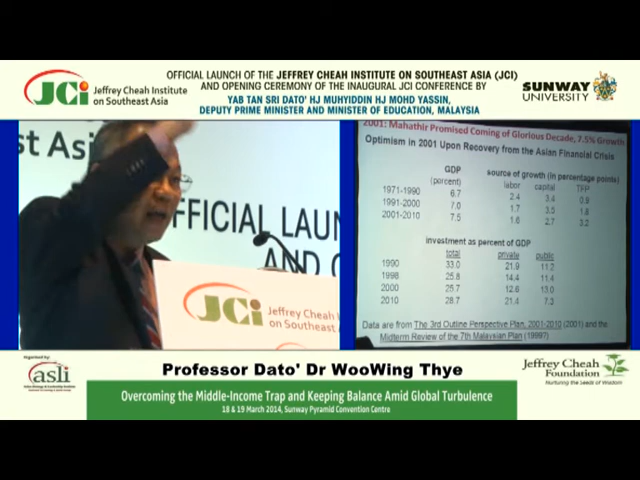 JCi Jeffrey Cheah Institute
on Southeast Asia
OFFICIAL LAUNCH OF THE JEFFREY CHEAH INSTITUTE ON SOUTHEAST ASIA (JCI)
AND OPENING CEREMONY OF THE INAUGURAL JCI CONFERENCE BY
YAB TAN SRI DATO' HJ MUHYIDDIN HJ MOHD YASSIN,
DEPUTY PRIME MINISTER AND MINISTER OF EDUCATION, MALAYSIA
SUNWAY
UNIVERSITY
st Asi
OFFICIAL LAUN
AND O
JCi Jeffrey Cheah I
on Southeast A
2001: Mahathir Promised Coming of Glorious Decade, 7.5% Growth
Optimism in 2001 Upon Recovery from the Asian Financial Crisis
GDP source of growth (in percentage points)
(percent) labor capital TFP
1971-1990 6.7 2.4 3.4 0.9
1991-2000 7.0 1.7 3.5 1.8
2001-2010 7.5 1.6 2.7 3.2
investment as percent of GDP
total private public
1990 33.0 21.9 11.2
1998 25.8 14.4 11.4
2000 25.7 12.6 13.0
2010 28.7 21.4 7.3
Data are from The 3rd Outline Perspective Plan, 2001-2010 (2001) and the
Midterm Review of the 7th Malaysian Plan (1999?)
Organised by:
asli
Professor Dato' Dr WooWing Thye
Jeffrey Cheah
Foundation
Nurturing the Seeds of Wisdom
Overcoming the Middle-Income Trap and Keeping Balance Amid Global Turbulence
18 & 19 March 2014, Sunway Pyramid Convention Centre